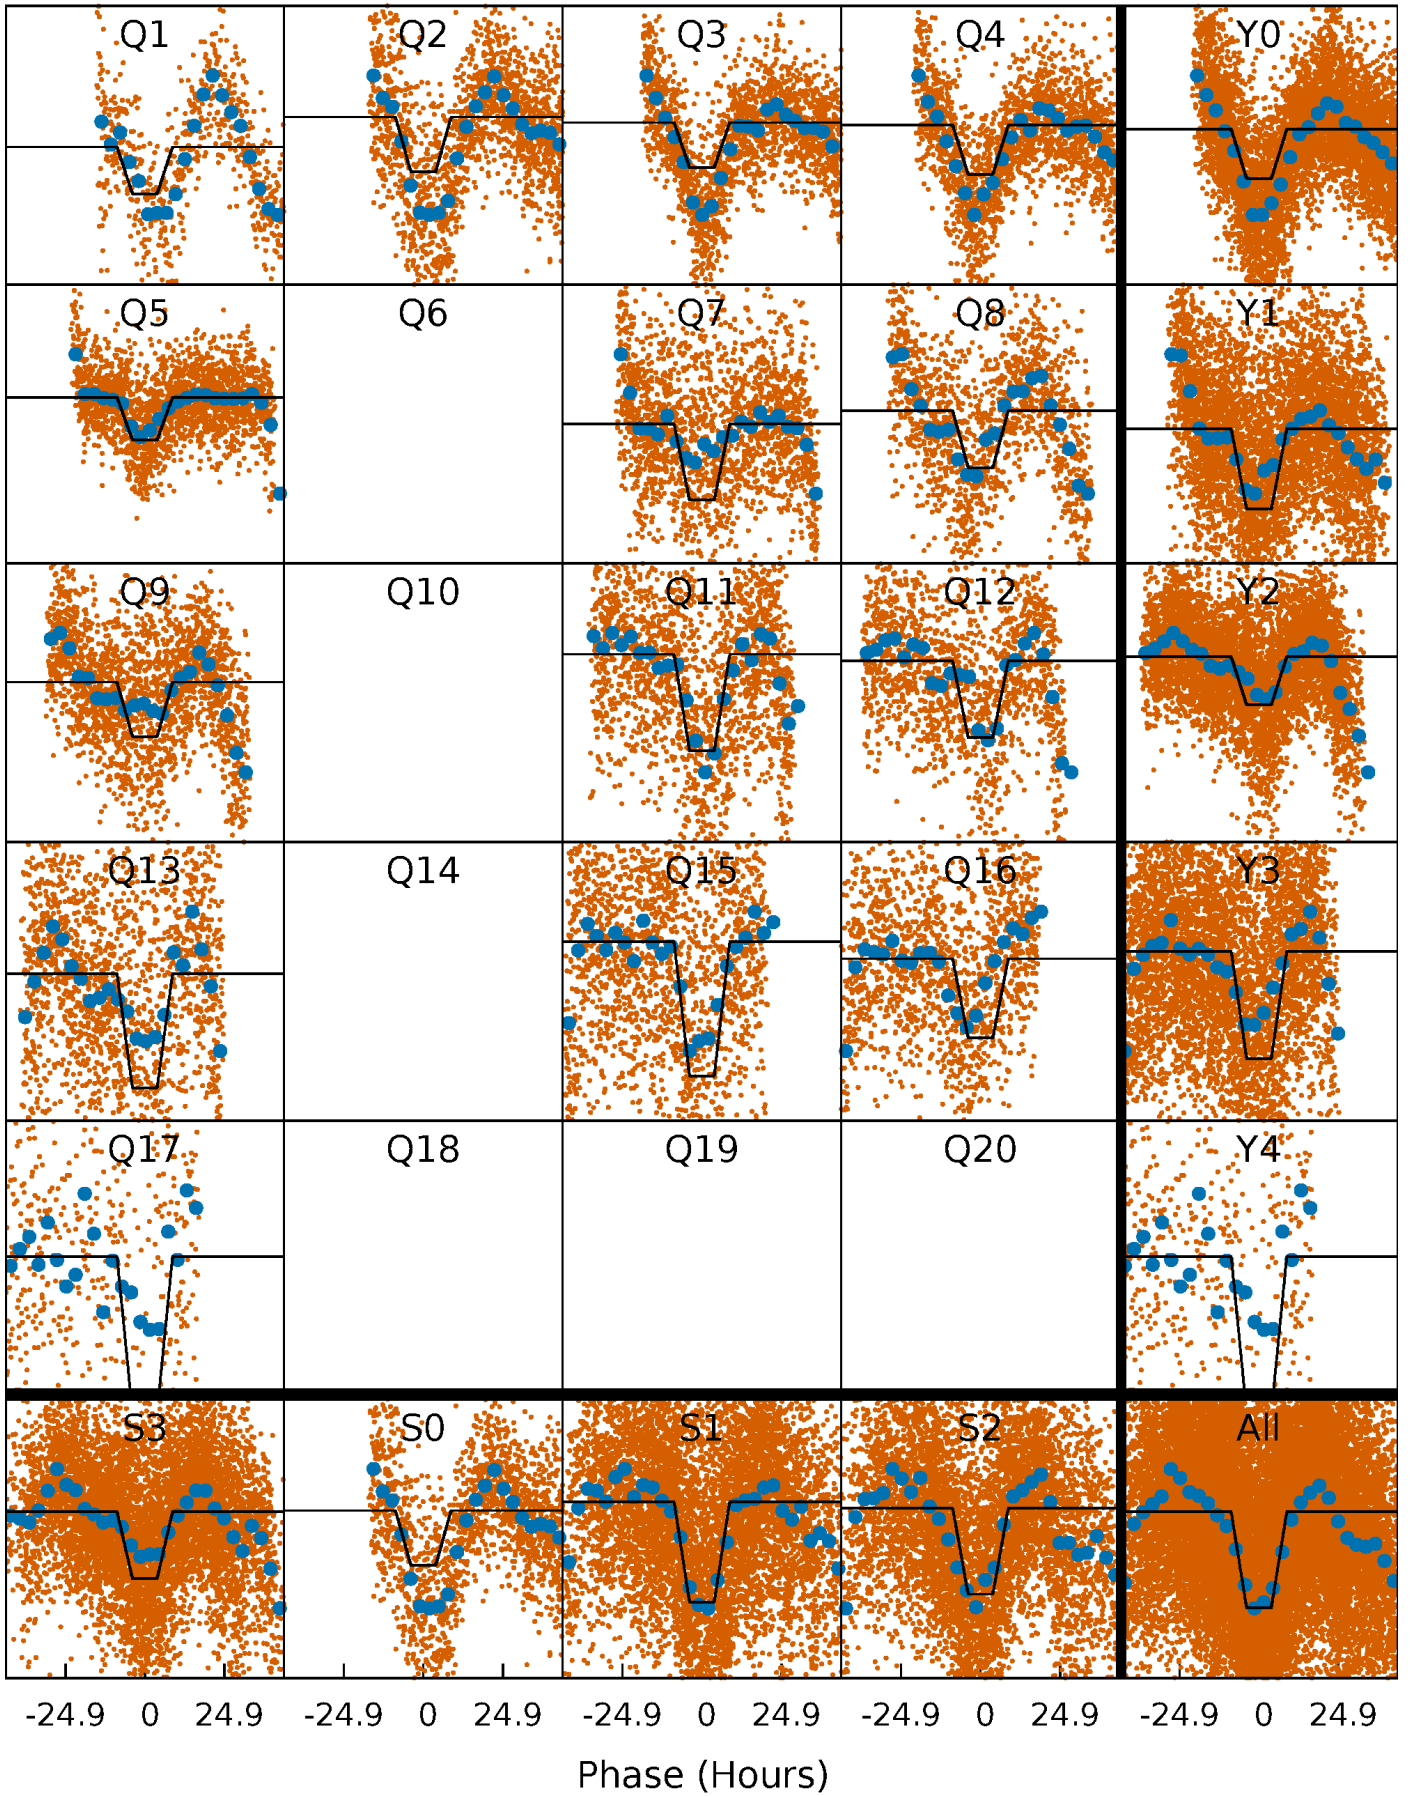 Q1 Q2 Q3 Q4 Y0
Q5 Q6 Q7 Q8 Y1
Q9 Q10 Q11 Q12 Y2
Q13 Q14 Q15 Q16 Y3
Q17 Q18 Q19 Q20 Y4
S3 S0 S1 S2 All
-24.9 0 24.9 -24.9 0 24.9 -24.9 0 24.9 -24.9 0 24.9 -24.9 0 24.9
Phase (Hours)